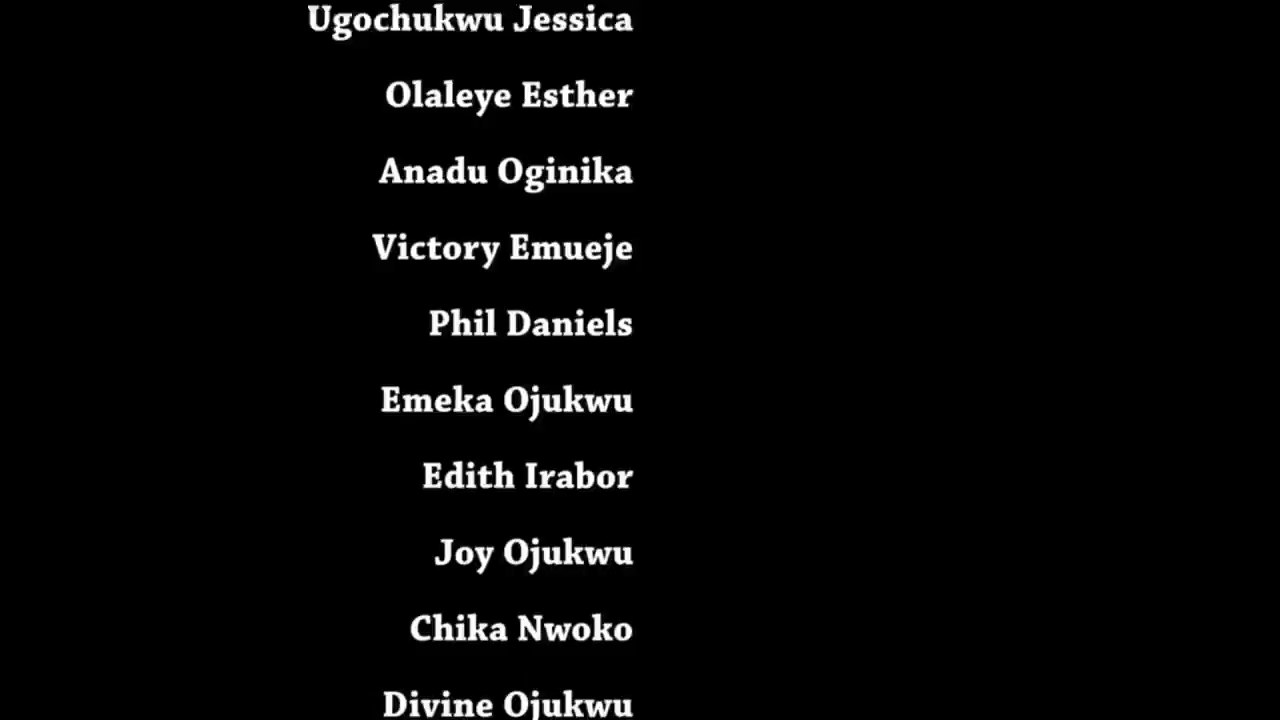 Ugochukwu Jessica
Olaleye Esther
Anadu Oginika
Victory Emueje
Phil Daniels
Emeka Ojukwu
Edith Irabor
Joy Ojukwu
Chika Nwoko
Divine Ojukwu